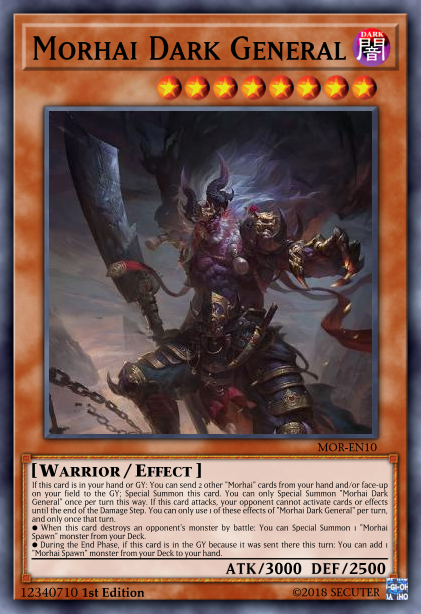 MORHAI DARK GENERAL
DARK
闇
MOR-EN10
[WARRIOR / EFFECT]
If this card is in your hand or GY: You can send 2 other "Morhai" cards from your hand and/or face-up
on your field to the GY; Special Summon this card. You can only Special Summon "Morhai Dark
General" once per turn this way. If this card attacks, your opponent cannot activate cards or effects
until the end of the Damage Step. You can only use 1 of these effects of "Morhai Dark General" per turn,
and only once that turn.
● When this card destroys an opponent's monster by battle: You can Special Summon 1 "Morhai
Spawn" monster from your Deck.
● During the End Phase, if this card is in the GY because it was sent there this turn: You can add 1
"Morhai Spawn" monster from your Deck to your hand.
ATK/3000 DEF/2500
12340710 1st Edition
©2018 SECUTER